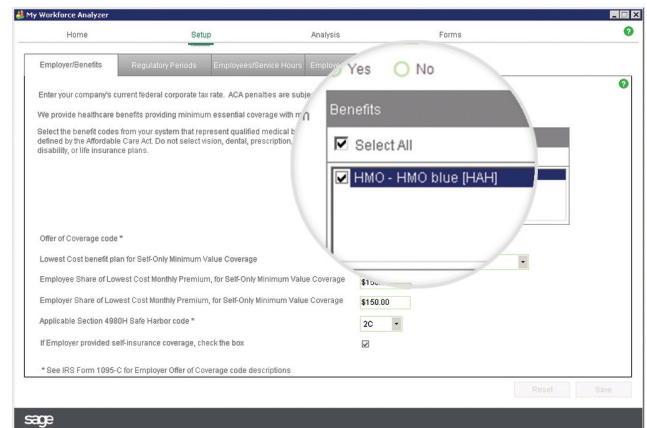 My Workforce Analyzer
Home Setup Analysis Forms
Employer/Benefits Regulatory Periods Employees/Service Hours Employe
Yes No
Enter your company's current federal corporate tax rate. ACA penalties are subje
We provide healthcare benefits providing minimum essential coverage with m
Benefits
Select the benefit codes from your system that represent qualified medical b
defined by the Affordable Care Act. Do not select vision, dental, prescription,
disability, or life insurance plans.
Select All
HMO - HMO blue [HAH]
Offer of Coverage code *
Lowest Cost benefit plan for Self-Only Minimum Value Coverage
Employee Share of Lowest Cost Monthly Premium, for Self-Only Minimum Value Coverage
Employer Share of Lowest Cost Monthly Premium, for Self-Only Minimum Value Coverage $150.00
Applicable Section 4980H Safe Harbor code * 2C
If Employer provided self-insurance coverage, check the box
* See IRS Form 1095-C for Employer Offer of Coverage code descriptions
Reset Save
sage